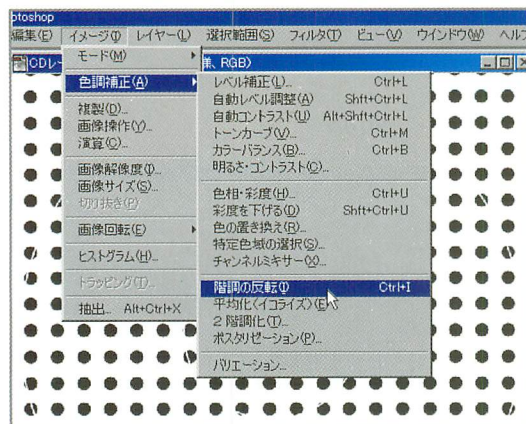 otoshop
編集(E) イメージ(I) レイヤー(L) 選択範囲(S) フィルタ(T) ビュー(V) ウインドウ(W) ヘル
CDレー
様、RGB)
モード(M)
色調補正(A)
複製(D)...
画像操作(Y)...
演算(C)...
画像解像度(I)...
画像サイズ(S)...
切り抜き(P)
画像回転(E)
ヒストグラム(H)...
トラッピング(T)...
抽出... Alt+Ctrl+X
レベル補正(L)... Ctrl+L
自動レベル調整(A) Shft+Ctrl+L
自動コントラスト(U) Alt+Shft+Ctrl+L
トーンカーブ(V)... Ctrl+M
カラーバランス(B)... Ctrl+B
明るさ・コントラスト(C)...
色相・彩度(H)... Ctrl+U
彩度を下げる(D) Shft+Ctrl+U
色の置き換え(R)...
特定色域の選択(S)...
チャンネルミキサー(X)...
階調の反転(I) Ctrl+I
平均化(イコライズ)(E)
2階調化(T)...
ポスタリゼーション(P)...
バリエーション...